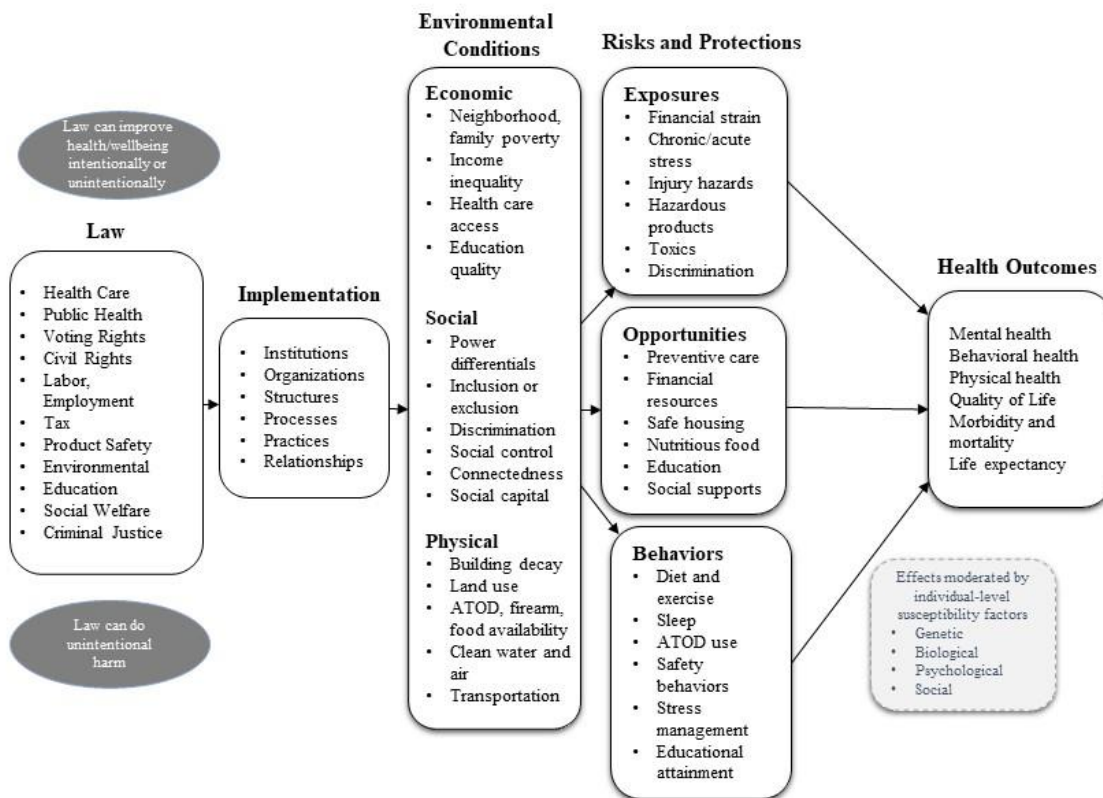 Law can improve
health/wellbeing
intentionally or
unintentionally
Law
• Health Care
• Public Health
• Voting Rights
• Civil Rights
• Labor,
Employment
• Tax
• Product Safety
• Environmental
• Education
• Social Welfare
• Criminal Justice
Law can do
unintentional
harm
Implementation
• Institutions
• Organizations
• Structures
• Processes
• Practices
• Relationships
Environmental
Conditions
Economic
• Neighborhood,
family poverty
• Income
inequality
• Health care
access
• Education
quality
Social
• Power
differentials
• Inclusion or
exclusion
• Discrimination
• Social control
• Connectedness
• Social capital
Physical
• Building decay
• Land use
• ATOD, firearm,
food availability
• Clean water and
air
• Transportation
Risks and Protections
Exposures
• Financial strain
• Chronic/acute
stress
• Injury hazards
• Hazardous
products
• Toxics
• Discrimination
Opportunities
• Preventive care
• Financial
resources
• Safe housing
• Nutritious food
• Education
• Social supports
Behaviors
• Diet and
exercise
• Sleep
• ATOD use
• Safety
behaviors
• Stress
management
• Educational
attainment
Health Outcomes
Mental health
Behavioral health
Physical health
Quality of Life
Morbidity and
mortality
Life expectancy
Effects moderated by
individual-level
susceptibility factors
• Genetic
• Biological
• Psychological
• Social